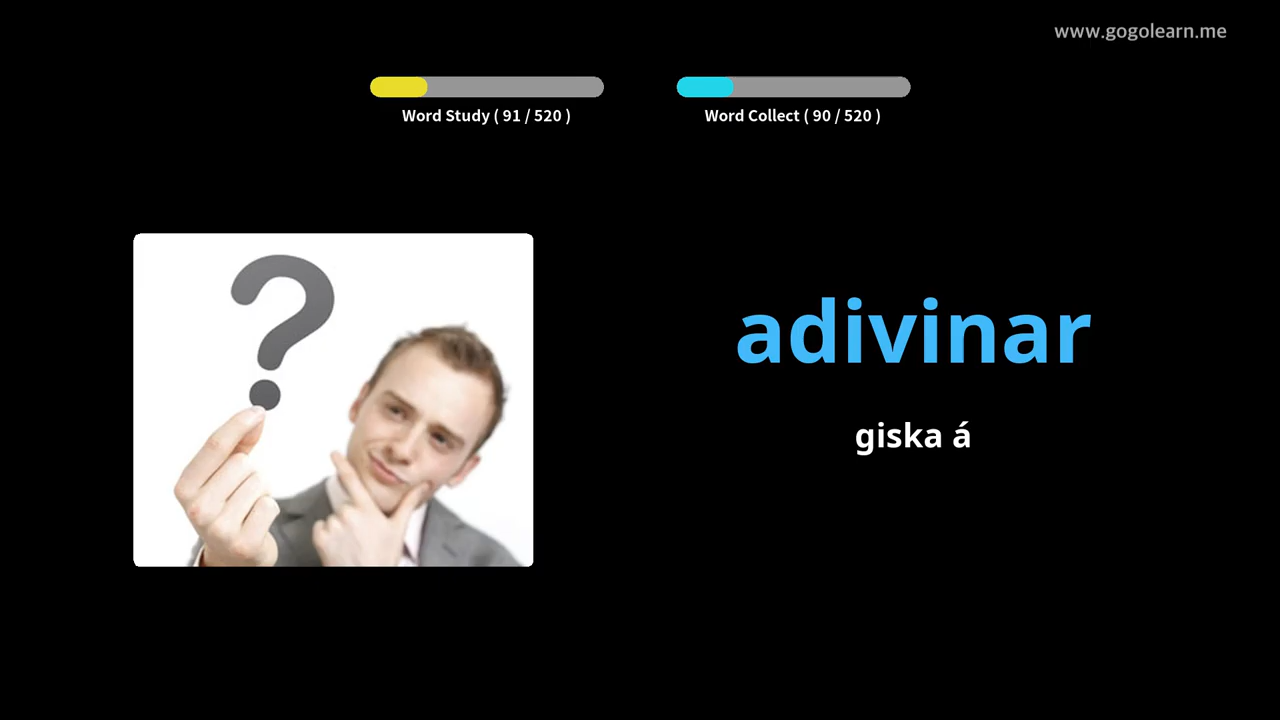 www.gogolearn.me
Word Study ( 91 / 520 )
Word Collect ( 90 / 520 )
?
adivinar
giska á